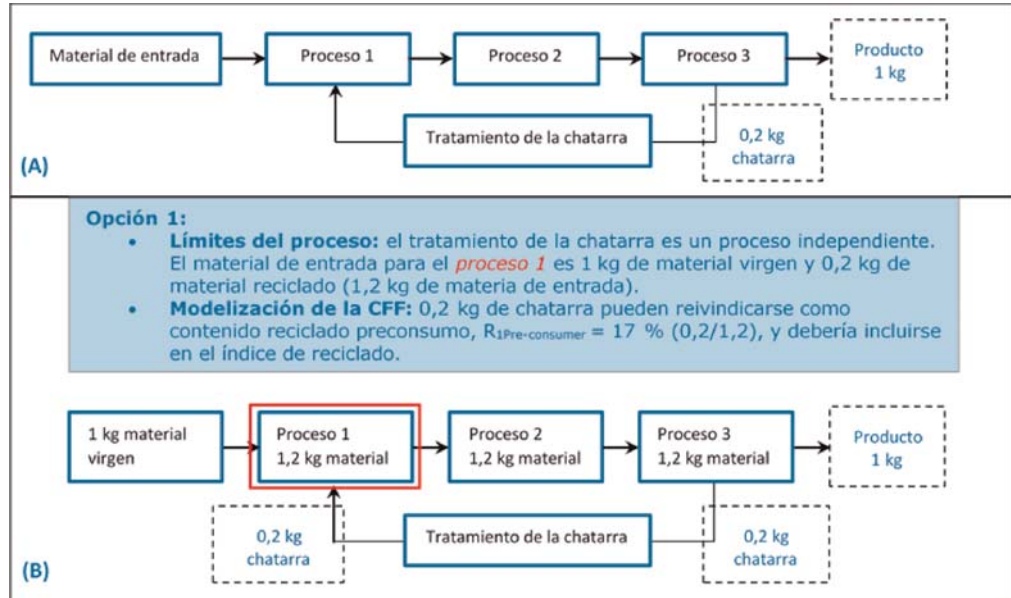 Material de entrada
Proceso 1
Proceso 2
Proceso 3
Producto
1 kg
Tratamiento de la chatarra
0,2 kg
chatarra
(A)
Opción 1:
• Límites del proceso: el tratamiento de la chatarra es un proceso independiente.
El material de entrada para el proceso 1 es 1 kg de material virgen y 0,2 kg de
material reciclado (1,2 kg de materia de entrada).
• Modelización de la CFF: 0,2 kg de chatarra pueden reivindicarse como
contenido reciclado preconsumo, R1Pre-consumer = 17 % (0,2/1,2), y debería incluirse
en el índice de reciclado.
1 kg material
virgen
Proceso 1
1,2 kg material
Proceso 2
1,2 kg material
Proceso 3
1,2 kg material
Producto
1 kg
0,2 kg
chatarra
Tratamiento de la chatarra
0,2 kg
chatarra
(B)